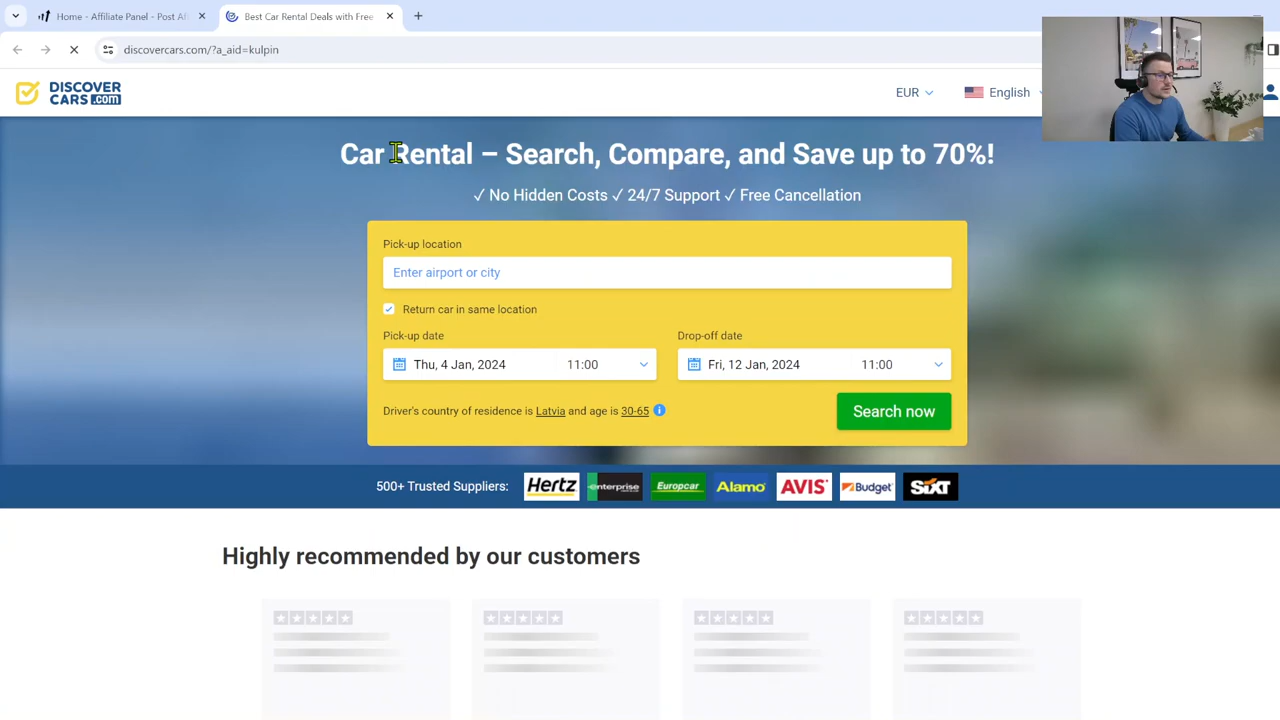 Home - Affiliate Panel - Post Af
Best Car Rental Deals with Free
discovercars.com/?a_aid=kulpin
DISCOVER
CARS.com
EUR
English
Car Rental – Search, Compare, and Save up to 70%!
✓ No Hidden Costs ✓ 24/7 Support ✓ Free Cancellation
Pick-up location
Enter airport or city
Return car in same location
Pick-up date
Drop-off date
Thu, 4 Jan, 2024 11:00
Fri, 12 Jan, 2024 11:00
Driver's country of residence is Latvia and age is 30-65
Search now
500+ Trusted Suppliers: Hertz enterprise Europcar Alamo AVIS Budget SIXT
Highly recommended by our customers